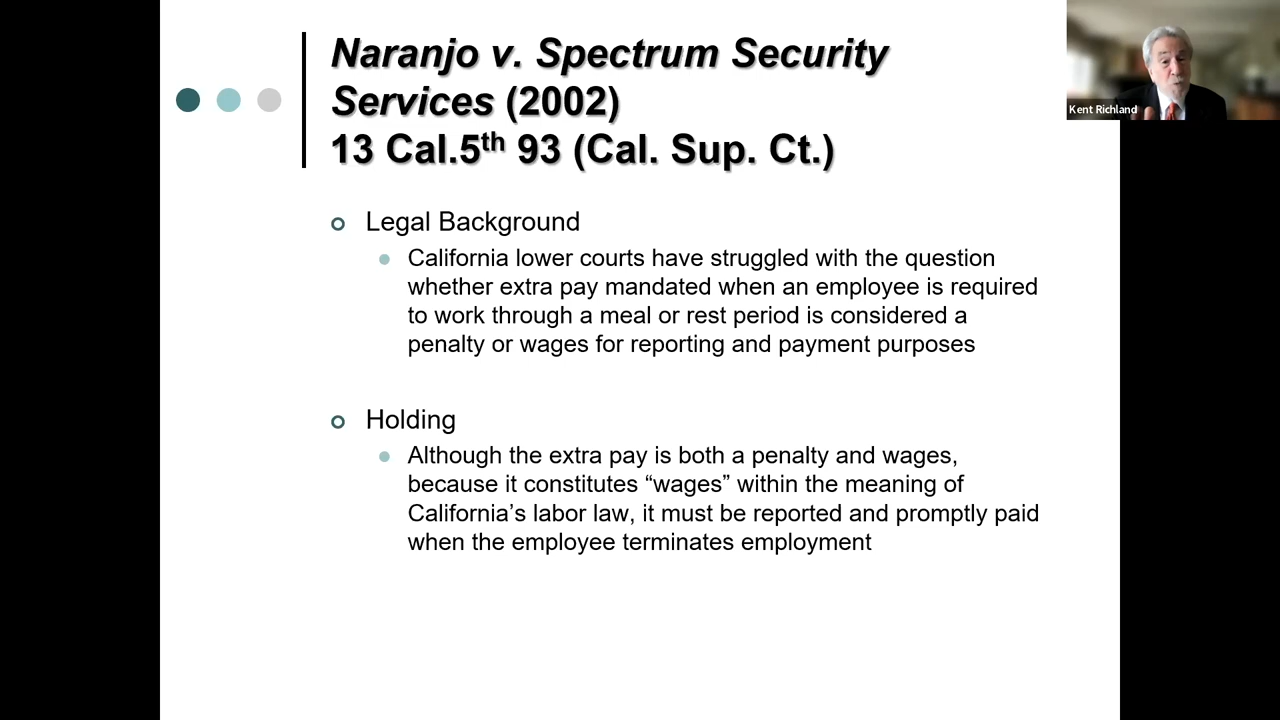 Naranjo v. Spectrum Security
Services (2002)
13 Cal.5th 93 (Cal. Sup. Ct.)
Kent Richland
Legal Background
California lower courts have struggled with the question
whether extra pay mandated when an employee is required
to work through a meal or rest period is considered a
penalty or wages for reporting and payment purposes
Holding
Although the extra pay is both a penalty and wages,
because it constitutes “wages” within the meaning of
California’s labor law, it must be reported and promptly paid
when the employee terminates employment